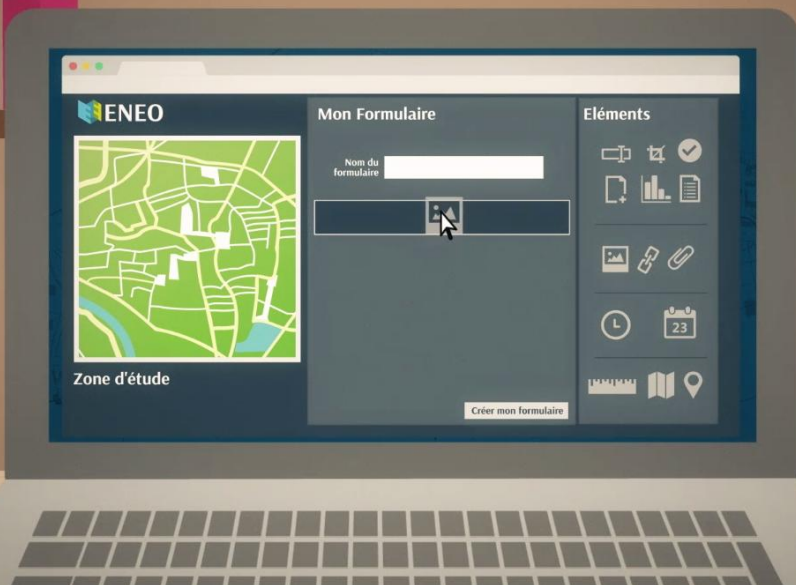 ENEO
Mon Formulaire
Eléments
Nom du
formulaire
23
Zone d'étude
Créer mon formulaire